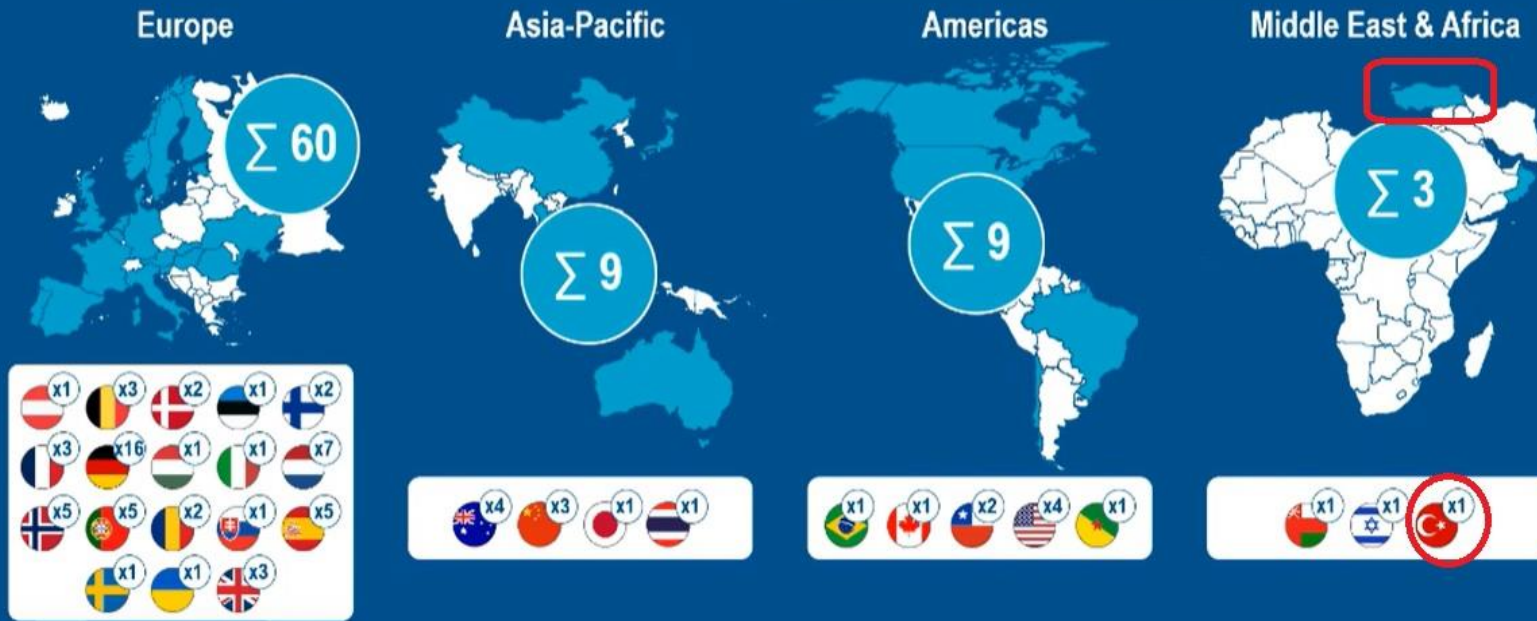 Europe
Asia-Pacific
Americas
Middle East & Africa
∑ 60
∑ 9
∑ 9
∑ 3
x1 x3 x2 x1 x2
x3 x16 x1 x1 x7
x5 x5 x2 x1 x5
x1 x1 x3
x4 x3 x1 x1
x1 x1 x2 x4 x1
x1 x1 x1